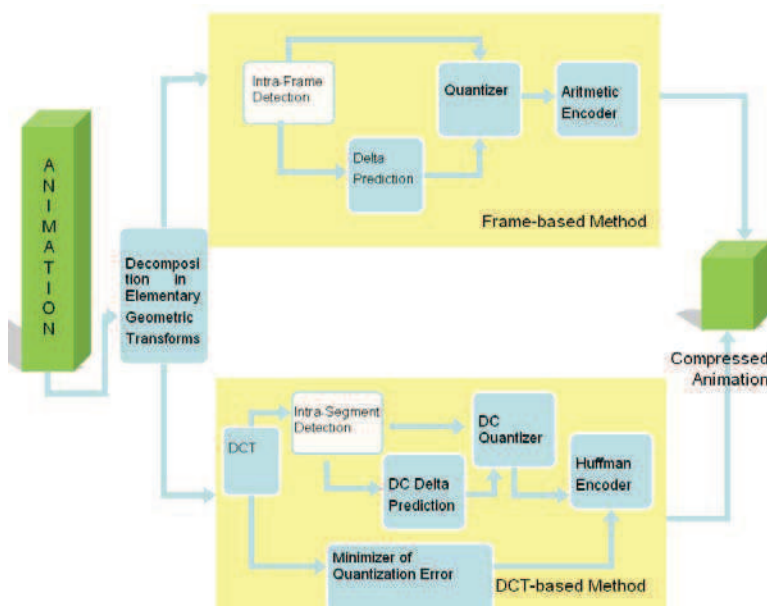 ANIMATION
Decomposi
tion in
Elementary
Geometric
Transforms
Intra-Frame
Detection
Delta
Prediction
Quantizer
Aritmetic
Encoder
Frame-based Method
DCT
Intra-Segment
Detection
DC Delta
Prediction
DC
Quantizer
Huffman
Encoder
Minimizer of
Quantization Error
DCT-based Method
Compressed
Animation